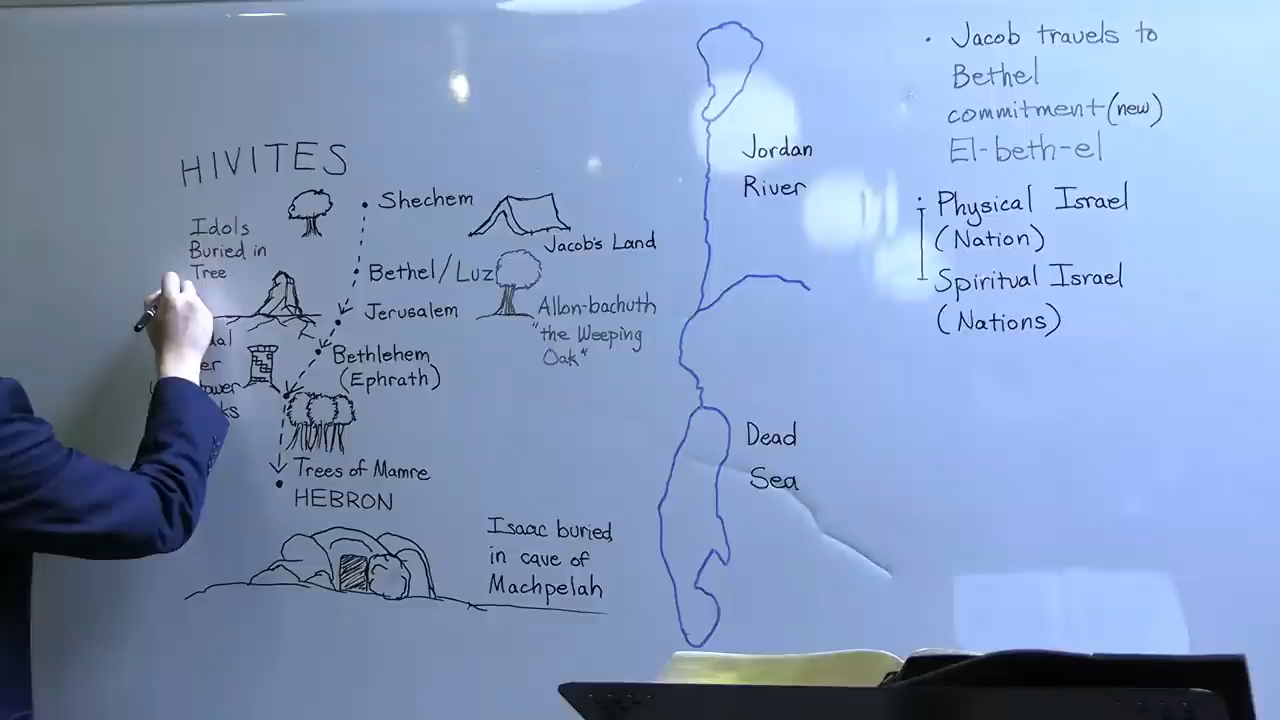 HIVITES
Idols
Buried in
Tree
Shechem
Jacob's Land
Bethel/Luz
Jerusalem
Allon-bachuth
"the Weeping
Oak"
Bethlehem
(Ephrath)
Trees of Mamre
HEBRON
Isaac buried
in cave of
Machpelah
Jordan
River
Dead
Sea
• Jacob travels to
Bethel
commitment (new)
El-beth-el
Physical Israel
(Nation)
Spiritual Israel
(Nations)